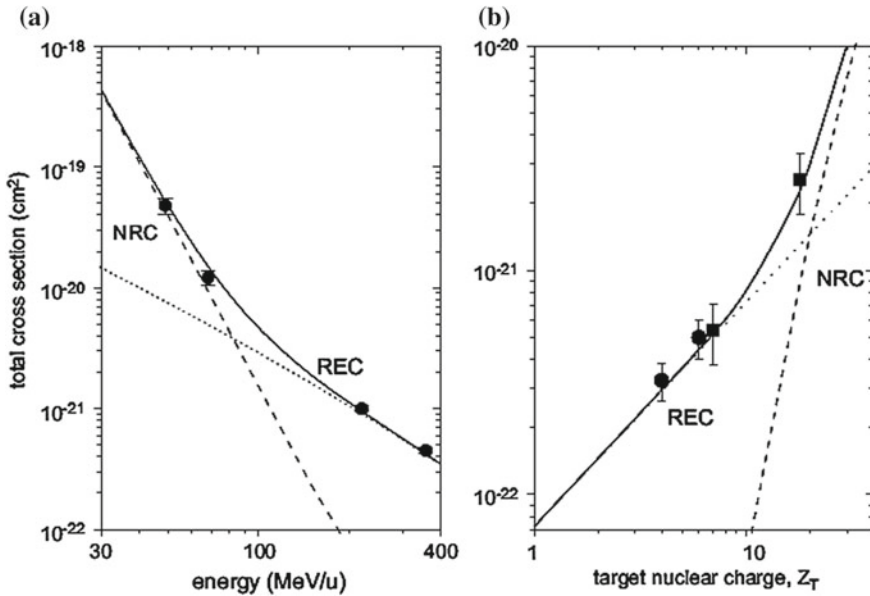 (a)
10-18
10-19
10-20
10-21
10-22
total cross section (cm2)
NRC
REC
30
100
400
energy (MeV/u)
(b)
10-20
10-21
10-22
NRC
REC
1
10
target nuclear charge, ZT